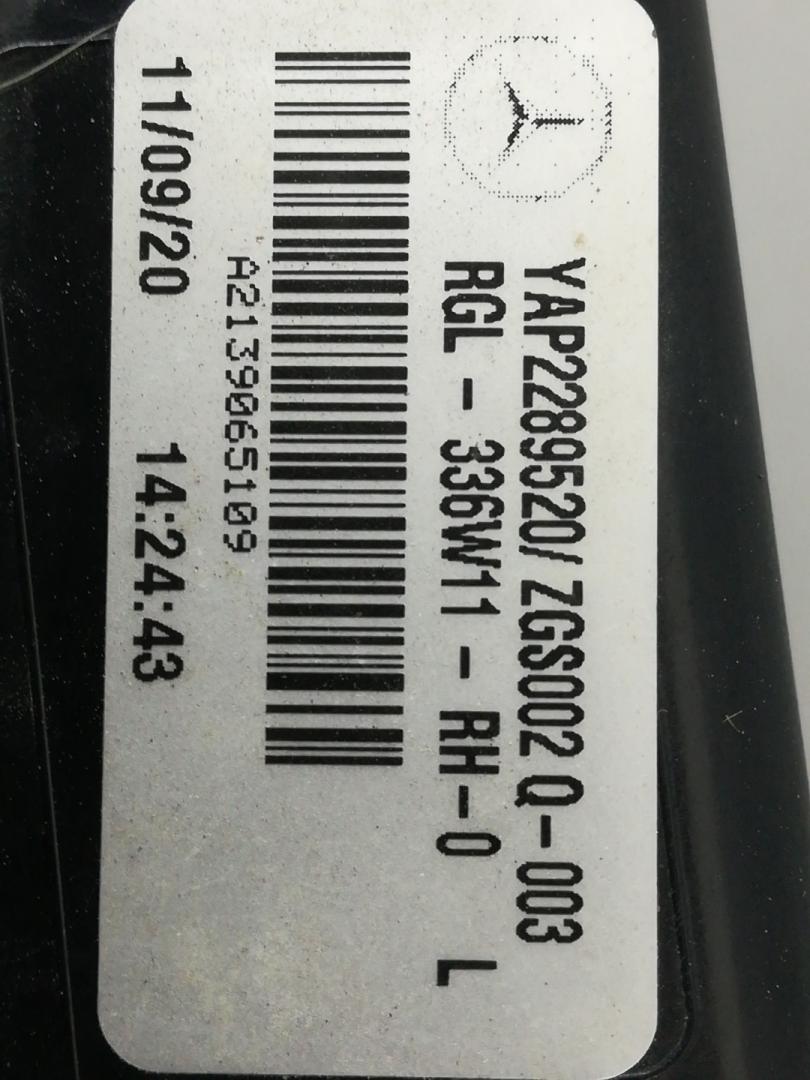 YAP2289520/ZGS002 Q-003
RGL - 336W11 - RH-0 L
A2139065109
11/09/20 14:24:43